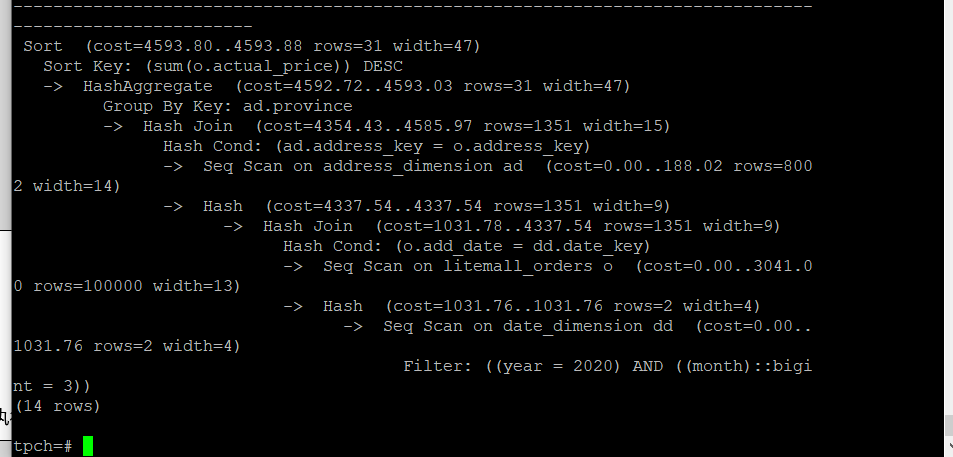 --------------------------------------------------------------------------------
------------------------
 Sort  (cost=4593.80..4593.88 rows=31 width=47)
   Sort Key: (sum(o.actual_price)) DESC
   ->  HashAggregate  (cost=4592.72..4593.03 rows=31 width=47)
         Group By Key: ad.province
         ->  Hash Join  (cost=4354.43..4585.97 rows=1351 width=15)
               Hash Cond: (ad.address_key = o.address_key)
               ->  Seq Scan on address_dimension ad  (cost=0.00..188.02 rows=800
2 width=14)
               ->  Hash  (cost=4337.54..4337.54 rows=1351 width=9)
                     ->  Hash Join  (cost=1031.78..4337.54 rows=1351 width=9)
                           Hash Cond: (o.add_date = dd.date_key)
                           ->  Seq Scan on litemall_orders o  (cost=0.00..3041.0
0 rows=100000 width=13)
                           ->  Hash  (cost=1031.76..1031.76 rows=2 width=4)
                                 ->  Seq Scan on date_dimension dd  (cost=0.00..
1031.76 rows=2 width=4)
                                       Filter: ((year = 2020) AND ((month)::bigi
nt = 3))
(14 rows)
tpch=#